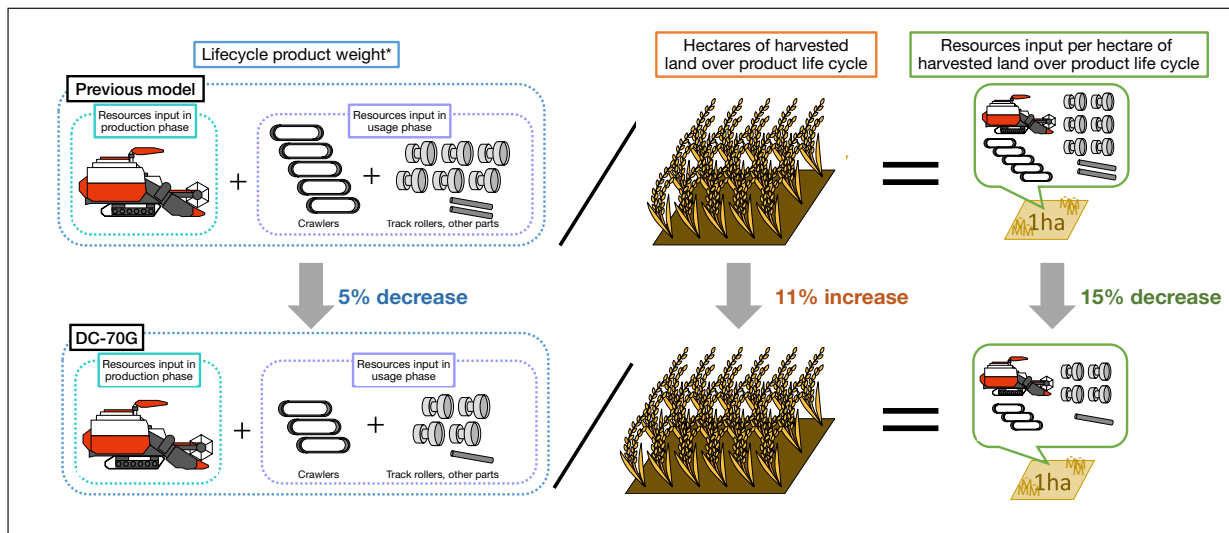 Lifecycle product weight*
Hectares of harvested
land over product life cycle
Resources input per hectare of
harvested land over product life cycle
Previous model
Resources input in
production phase
Resources input in
usage phase
+
+
Crawlers
Track rollers, other parts
/
=
1ha
5% decrease
11% increase
15% decrease
DC-70G
Resources input in
production phase
Resources input in
usage phase
+
+
Crawlers
Track rollers, other parts
/
=
1ha